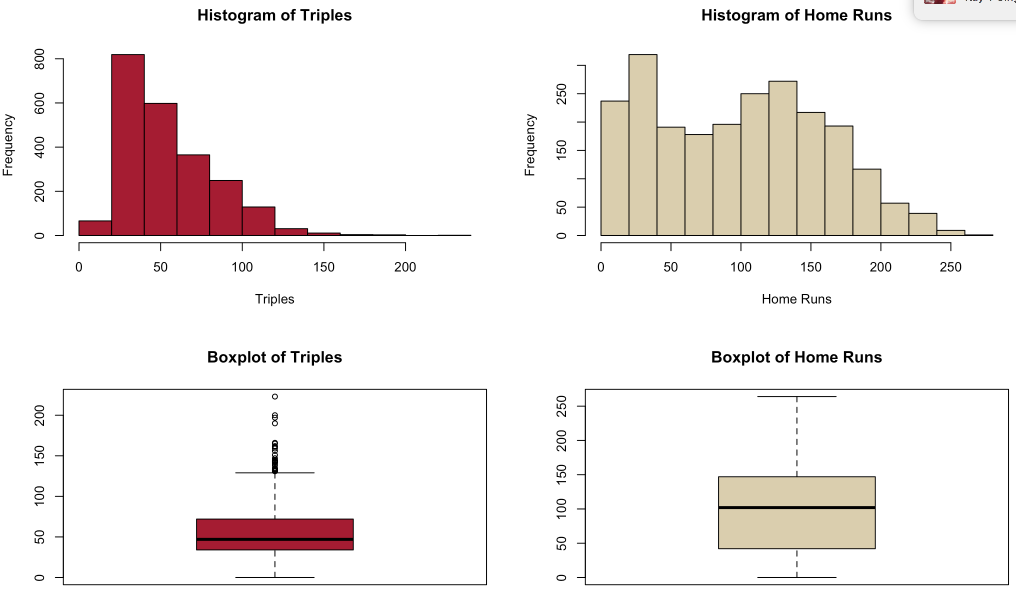 Histogram of Triples
Frequency
0 200 400 600 800
0 50 100 150 200
Triples
Histogram of Home Runs
Frequency
0 50 150 250
0 50 100 150 200 250
Home Runs
Boxplot of Triples
0 50 100 150 200
Boxplot of Home Runs
0 50 100 150 200 250